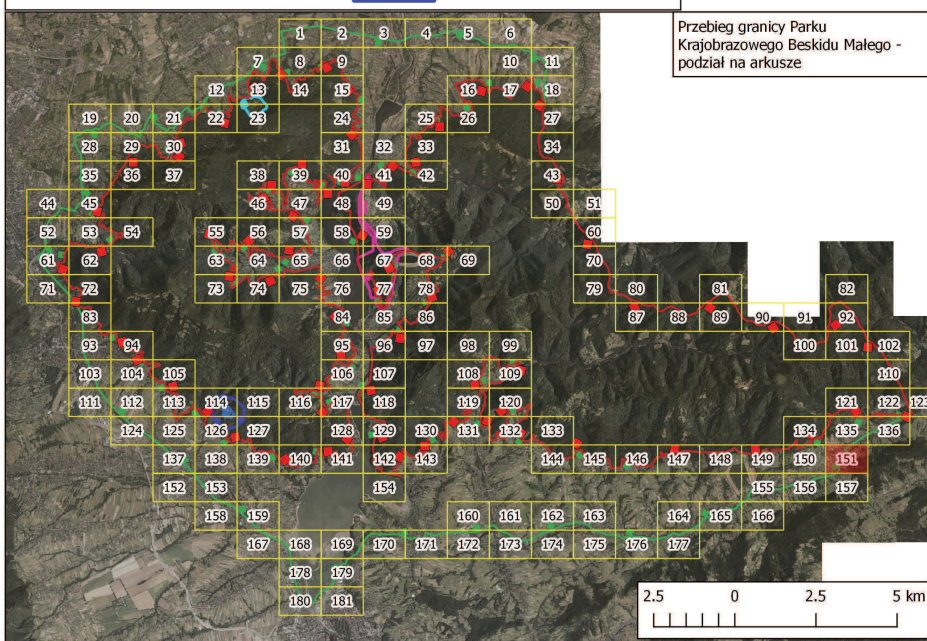 Przebieg granicy Parku
Krajobrazowego Beskidu Małego -
podział na arkusze
1 2 3 4 5 6
7 8 9 10 11
12 13 14 15 16 17 18
19 20 21 22 23 24 25 26 27
28 29 30 31 32 33 34
35 36 37 38 39 40 41 42 43
44 45 46 47 48 49 50 51
52 53 54 55 56 57 58 59 60
61 62 63 64 65 66 67 68 69 70
71 72 73 74 75 76 77 78 79 80 81 82
83 84 85 86 87 88 89 90 91 92
93 94 95 96 97 98 99 100 101 102
103 104 105 106 107 108 109 110
111 112 113 114 115 116 117 118 119 120 121 122 123
124 125 126 127 128 129 130 131 132 133 134 135 136
137 138 139 140 141 142 143 144 145 146 147 148 149 150 151
152 153 154 155 156 157
158 159 160 161 162 163 164 165 166
167 168 169 170 171 172 173 174 175 176 177
178 179
180 181
2.5 0 2.5 5 km